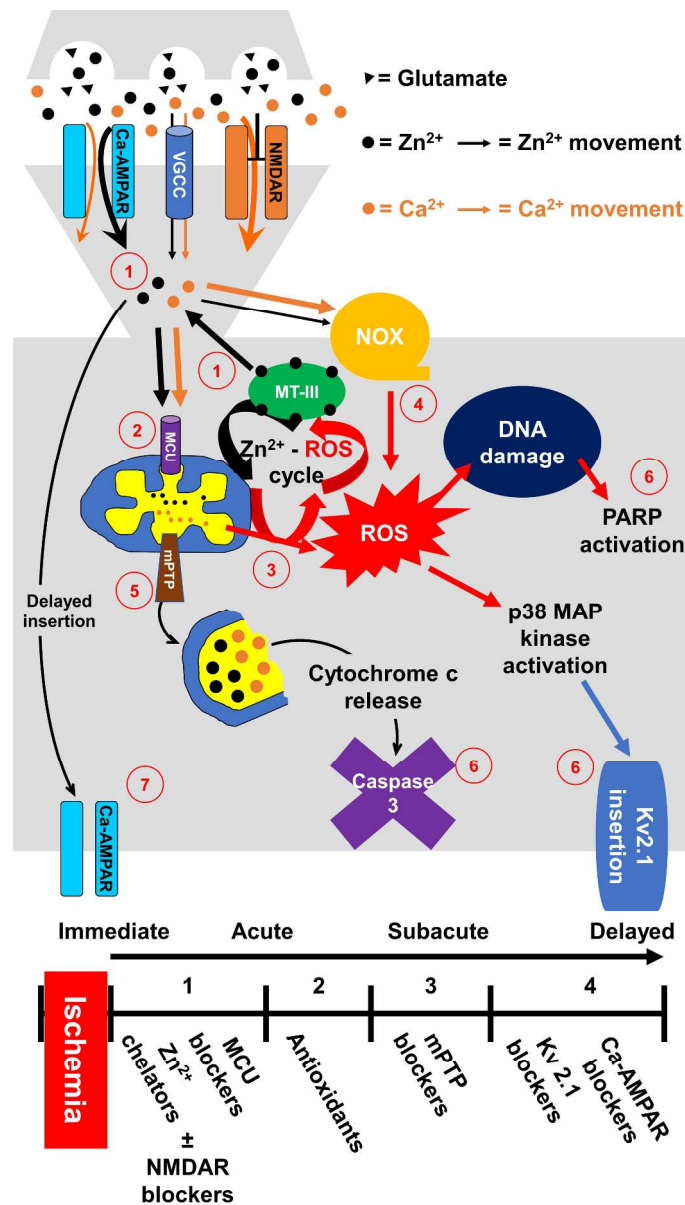 = Glutamate
= Zn²⁺ = Zn²⁺ movement
= Ca²⁺ = Ca²⁺ movement
Ca-AMPAR
VGCC
NMDAR
1
NOX
1
MT-III
4
2
MCU
Zn²⁺ - ROS
cycle
DNA
damage
6
PARP
activation
ROS
3
mPTP
5
Delayed
insertion
p38 MAP
kinase
activation
Cytochrome c
release
7
Ca-AMPAR
Caspase
3
6
6
Kv2.1
insertion
Immediate Acute Subacute Delayed
Ischemia
1 2 3 4
Zn²⁺
chelators
MCU
blockers
±
NMDAR
blockers
Antioxidants
mPTP
blockers
Kv 2.1
blockers
Ca-AMPAR
blockers